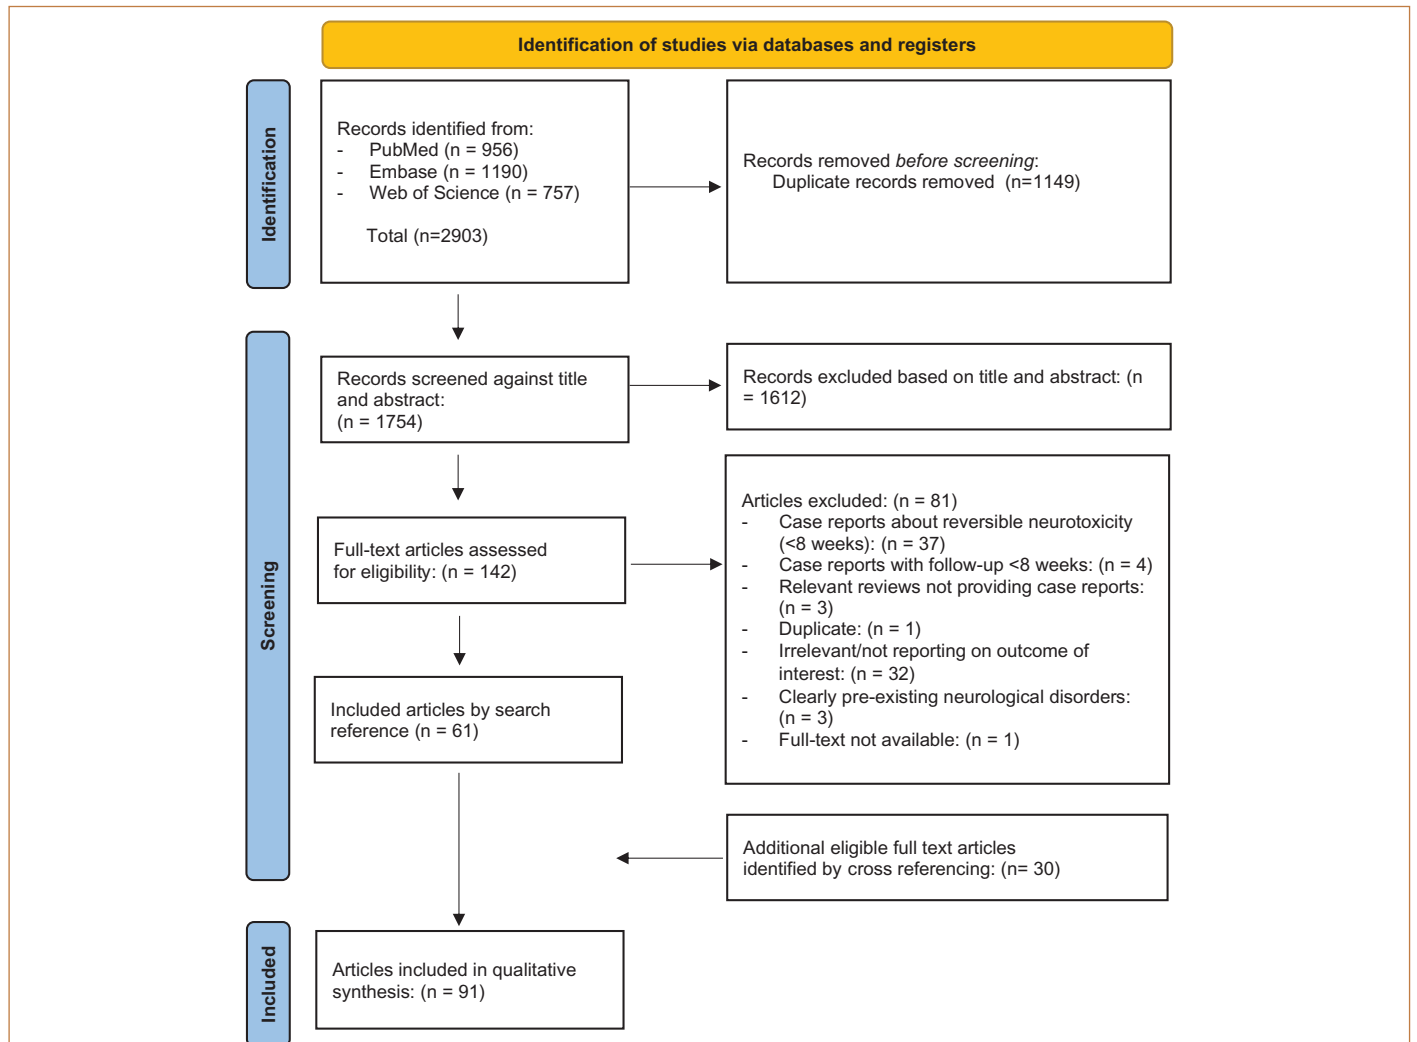 Identification of studies via databases and registers
Identification
Records identified from:
- PubMed (n = 956)
- Embase (n = 1190)
- Web of Science (n = 757)
Total (n=2903)
Records removed before screening:
Duplicate records removed (n=1149)
Screening
Records screened against title
and abstract:
(n = 1754)
Records excluded based on title and abstract: (n
= 1612)
Full-text articles assessed
for eligibility: (n = 142)
Articles excluded: (n = 81)
- Case reports about reversible neurotoxicity
(<8 weeks): (n = 37)
- Case reports with follow-up <8 weeks: (n = 4)
- Relevant reviews not providing case reports:
(n = 3)
- Duplicate: (n = 1)
- Irrelevant/not reporting on outcome of
interest: (n = 32)
- Clearly pre-existing neurological disorders:
(n = 3)
- Full-text not available: (n = 1)
Included articles by search
reference (n = 61)
Additional eligible full text articles
identified by cross referencing: (n= 30)
Included
Articles included in qualitative
synthesis: (n = 91)